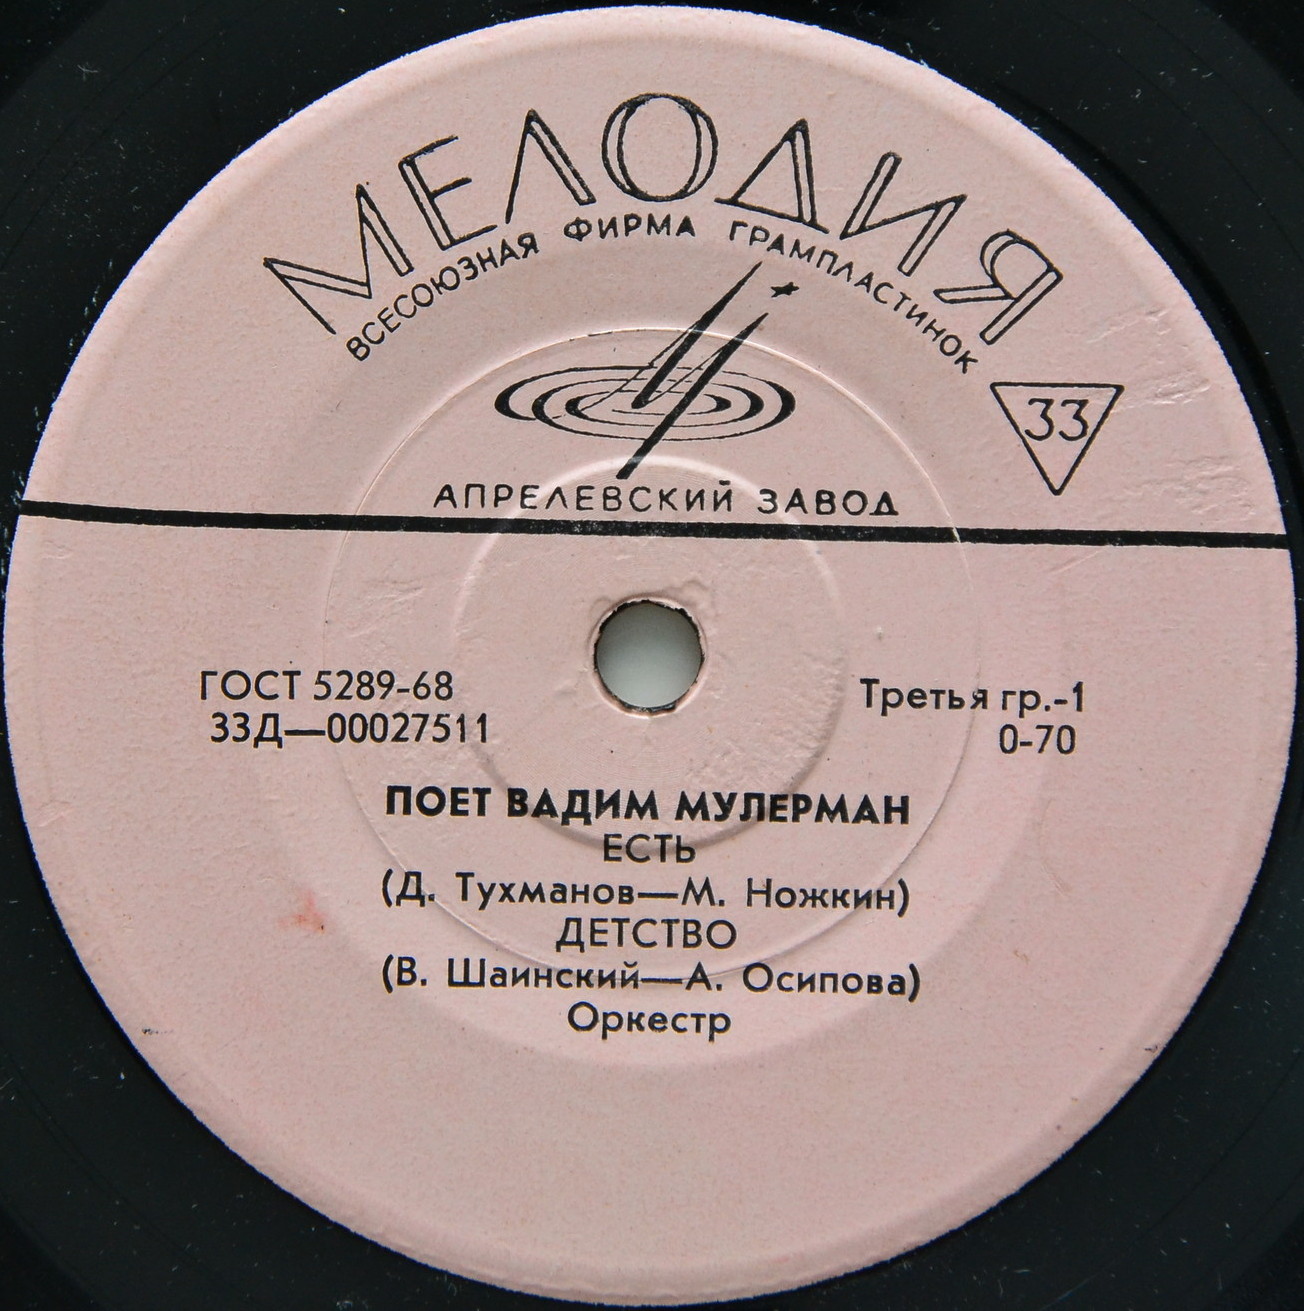 МЕЛОДИЯ
ВСЕСОЮЗНАЯ ФИРМА ГРАМПЛАСТИНОК
33
АПРЕЛЕВСКИЙ ЗАВОД
ГОСТ 5289-68
33Д—00027511
Третья гр.-1
0-70
ПОЕТ ВАДИМ МУЛЕРМАН
ЕСТЬ
(Д. Тухманов—М. Ножкин)
ДЕТСТВО
(В. Шаинский—А. Осипова)
Оркестр